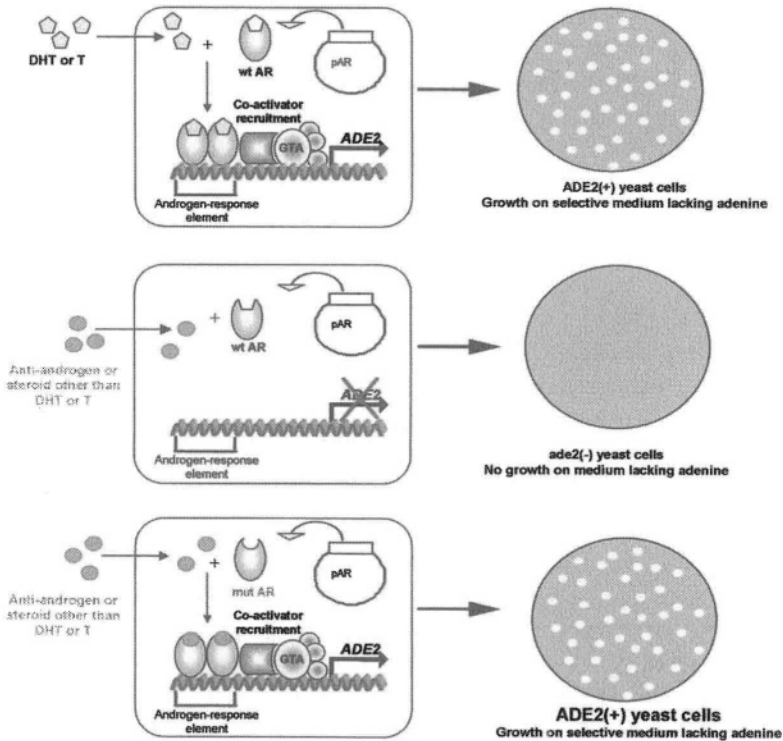 DHT or T
+
wt AR
pAR
Co-activator
recruitment
GTA
ADE2
Androgen-response
element
ADE2(+) yeast cells
Growth on selective medium lacking adenine
Anti-androgen or
steroid other than
DHT or T
+
wt AR
pAR
ADE2
Androgen-response
element
ade2(-) yeast cells
No growth on medium lacking adenine
Anti-androgen or
steroid other than
DHT or T
+
mut AR
pAR
Co-activator
recruitment
GTA
ADE2
Androgen-response
element
ADE2(+) yeast cells
Growth on selective medium lacking adenine